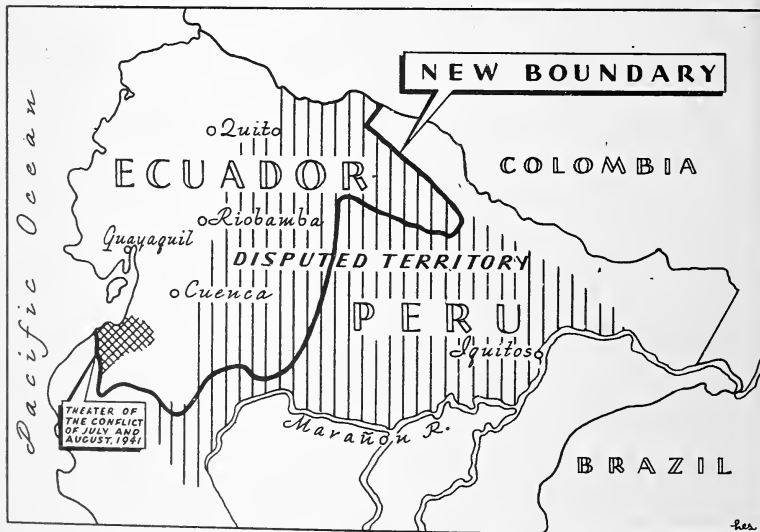 NEW BOUNDARY
Pacific Ocean
Quito
ECUADOR
COLOMBIA
Riobamba
Guayaquil
DISPUTED TERRITORY
Cuenca
PERU
Iquitos
THEATER OF
THE CONFLICT
OF JULY AND
AUGUST, 1941
Marañón R.
BRAZIL
hes